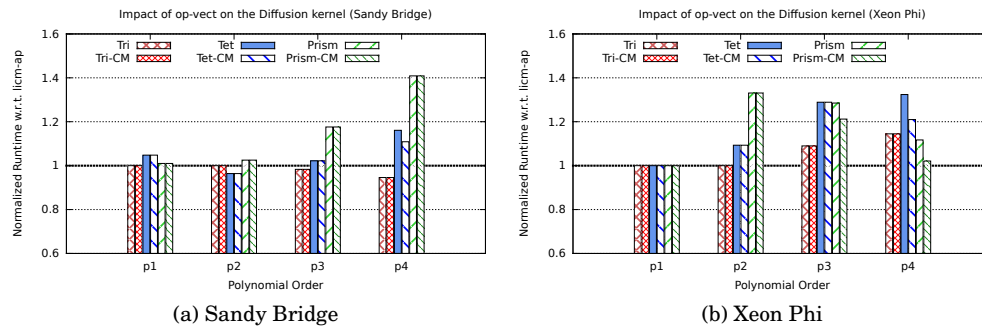 Impact of op-vect on the Diffusion kernel (Sandy Bridge)
Normalized Runtime w.r.t. licm-ap
1.6
1.4
1.2
1
0.8
0.6
Tri
Tri-CM
Tet
Tet-CM
Prism
Prism-CM
p1 p2 p3 p4
Polynomial Order
(a) Sandy Bridge
Impact of op-vect on the Diffusion kernel (Xeon Phi)
Normalized Runtime w.r.t. licm-ap
1.6
1.4
1.2
1
0.8
0.6
Tri
Tri-CM
Tet
Tet-CM
Prism
Prism-CM
p1 p2 p3 p4
Polynomial Order
(b) Xeon Phi